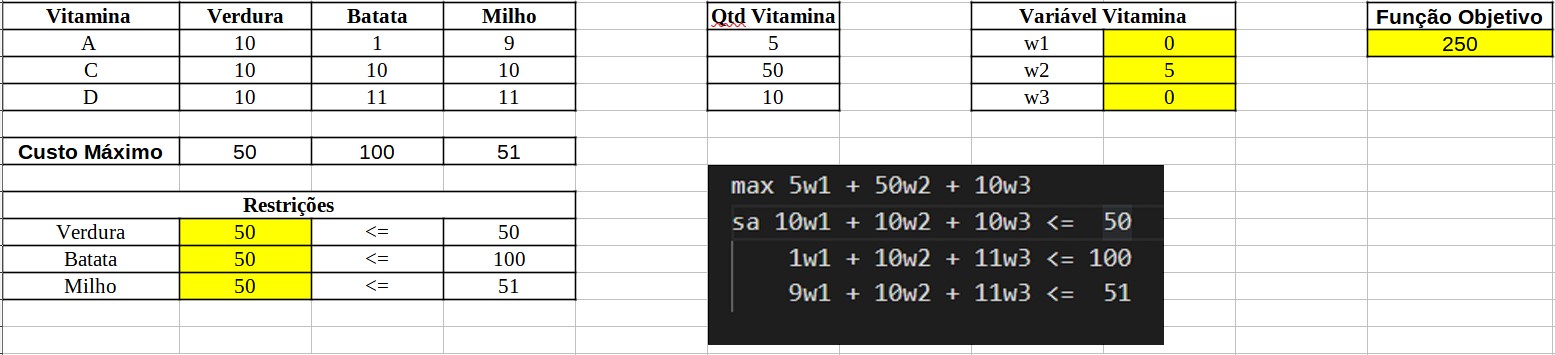 Vitamina Verdura Batata Milho Qtd Vitamina Variável Vitamina Função Objetivo
A 10 1 9 5 w1 0 250
C 10 10 10 50 w2 5
D 10 11 11 10 w3 0
Custo Máximo 50 100 51
Restrições
Verdura 50 <= 50
Batata 50 <= 100
Milho 50 <= 51
max 5w1 + 50w2 + 10w3
sa 10w1 + 10w2 + 10w3 <= 50
1w1 + 10w2 + 11w3 <= 100
9w1 + 10w2 + 11w3 <= 51